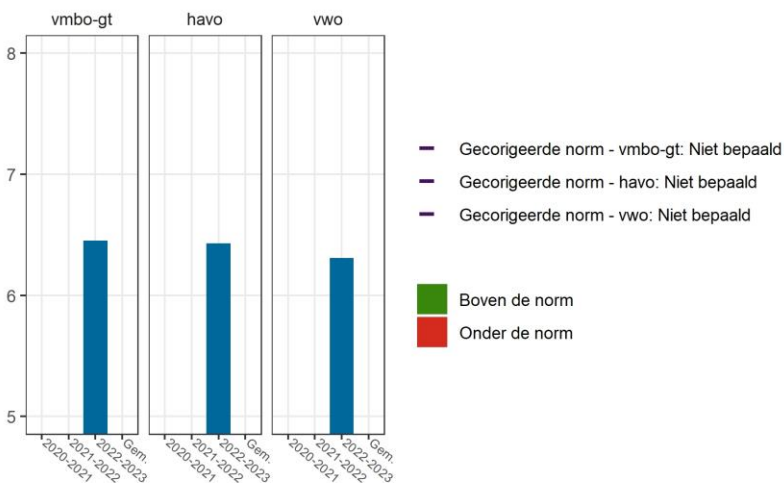 vmbo-gt havo vwo
8
7
6
5
2020-2021 2021-2022 2022-2023 Gem. 2020-2021 2021-2022 2022-2023 Gem. 2020-2021 2021-2022 2022-2023 Gem.
Gecorigeerde norm - vmbo-gt: Niet bepaald
Gecorigeerde norm - havo: Niet bepaald
Gecorigeerde norm - vwo: Niet bepaald
Boven de norm
Onder de norm